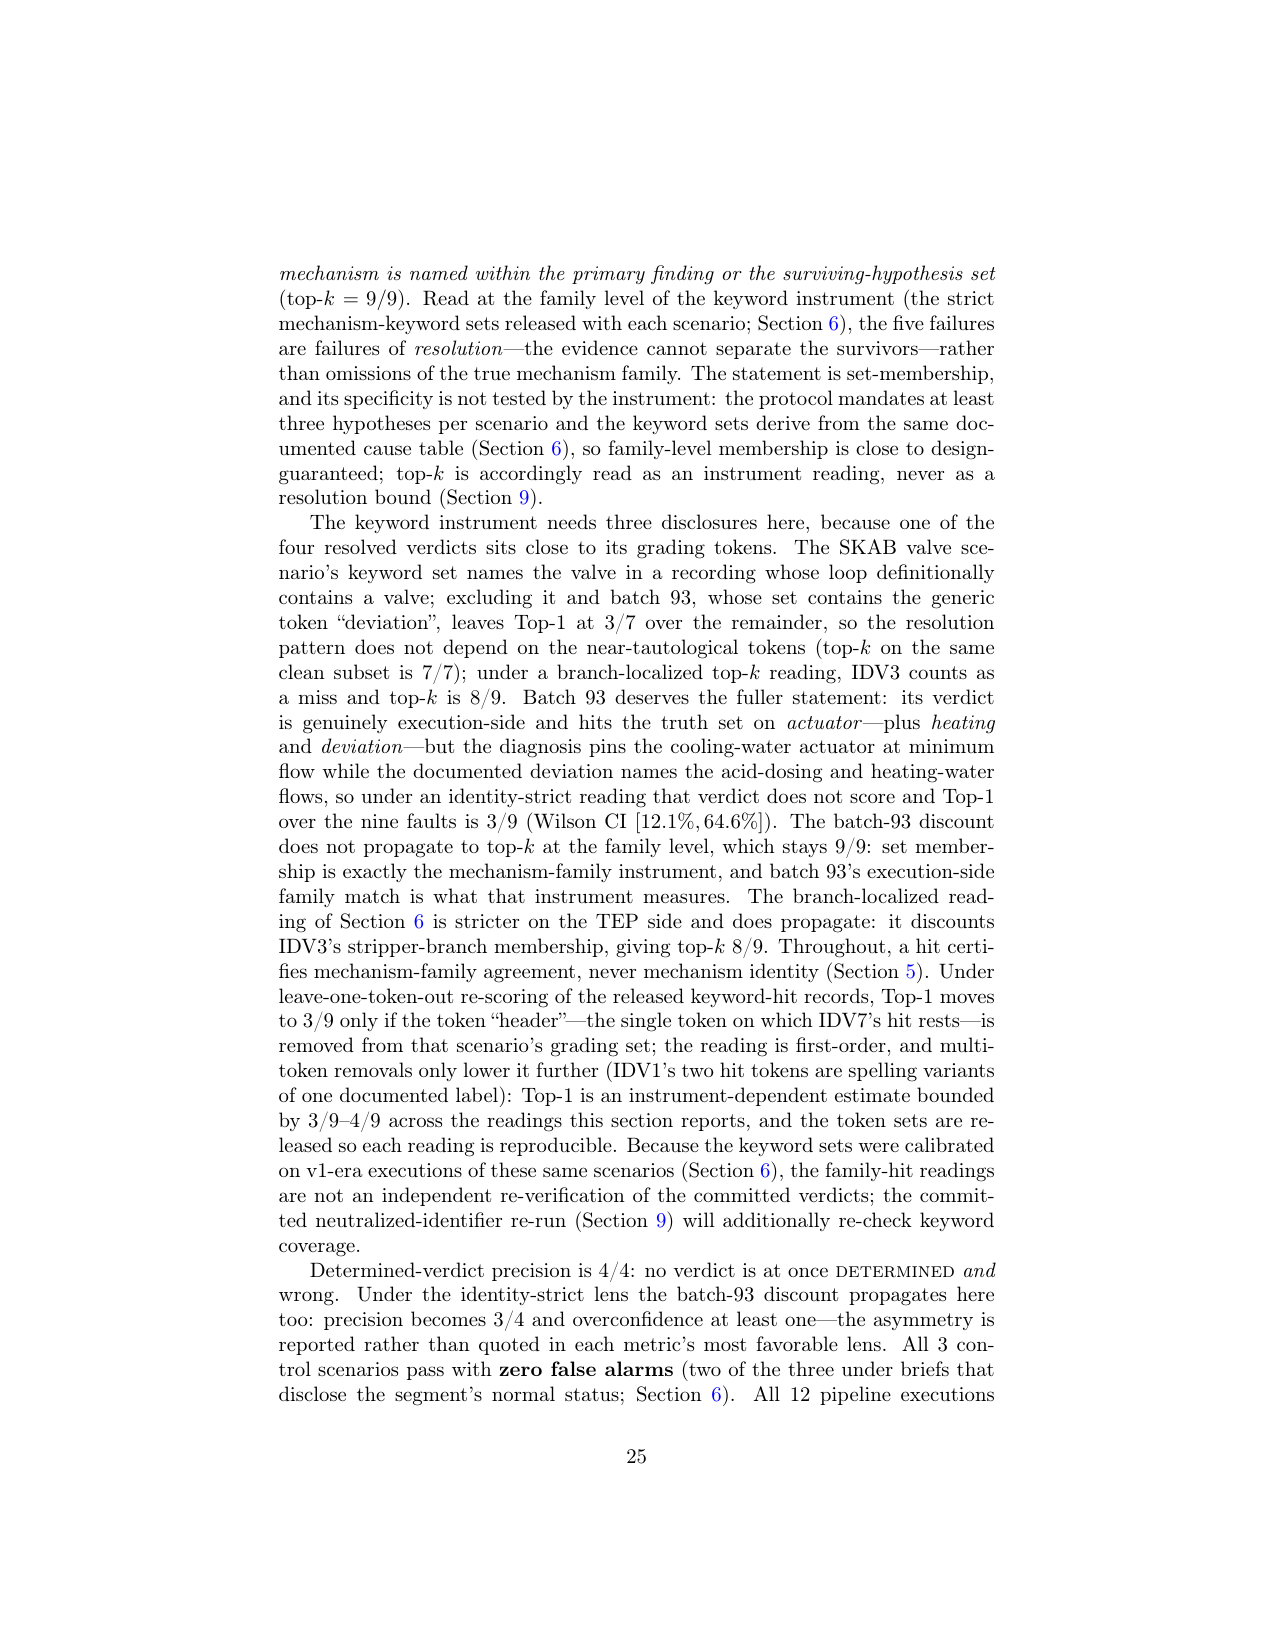 mechanism is named within the primary finding or the surviving-hypothesis set
(top-k = 9/9). Read at the family level of the keyword instrument (the strict
mechanism-keyword sets released with each scenario; Section 6), the five failures
are failures of resolution—the evidence cannot separate the survivors—rather
than omissions of the true mechanism family. The statement is set-membership,
and its specificity is not tested by the instrument: the protocol mandates at least
three hypotheses per scenario and the keyword sets derive from the same doc-
umented cause table (Section 6), so family-level membership is close to design-
guaranteed; top-k is accordingly read as an instrument reading, never as a
resolution bound (Section 9).
The keyword instrument needs three disclosures here, because one of the
four resolved verdicts sits close to its grading tokens. The SKAB valve sce-
nario's keyword set names the valve in a recording whose loop definitionally
contains a valve; excluding it and batch 93, whose set contains the generic
token “deviation”, leaves Top-1 at 3/7 over the remainder, so the resolution
pattern does not depend on the near-tautological tokens (top-k on the same
clean subset is 7/7); under a branch-localized top-k reading, IDV3 counts as
a miss and top-k is 8/9. Batch 93 deserves the fuller statement: its verdict
is genuinely execution-side and hits the truth set on actuator—plus heating
and deviation—but the diagnosis pins the cooling-water actuator at minimum
flow while the documented deviation names the acid-dosing and heating-water
flows, so under an identity-strict reading that verdict does not score and Top-1
over the nine faults is 3/9 (Wilson CI [12.1%, 64.6%]). The batch-93 discount
does not propagate to top-k at the family level, which stays 9/9: set member-
ship is exactly the mechanism-family instrument, and batch 93's execution-side
family match is what that instrument measures. The branch-localized read-
ing of Section 6 is stricter on the TEP side and does propagate: it discounts
IDV3's stripper-branch membership, giving top-k 8/9. Throughout, a hit certi-
fies mechanism-family agreement, never mechanism identity (Section 5). Under
leave-one-token-out re-scoring of the released keyword-hit records, Top-1 moves
to 3/9 only if the token “header”—the single token on which IDV7's hit rests—is
removed from that scenario's grading set; the reading is first-order, and multi-
token removals only lower it further (IDV1's two hit tokens are spelling variants
of one documented label): Top-1 is an instrument-dependent estimate bounded
by 3/9–4/9 across the readings this section reports, and the token sets are re-
leased so each reading is reproducible. Because the keyword sets were calibrated
on v1-era executions of these same scenarios (Section 6), the family-hit readings
are not an independent re-verification of the committed verdicts; the commit-
ted neutralized-identifier re-run (Section 9) will additionally re-check keyword
coverage.
Determined-verdict precision is 4/4: no verdict is at once DETERMINED and
wrong. Under the identity-strict lens the batch-93 discount propagates here
too: precision becomes 3/4 and overconfidence at least one—the asymmetry is
reported rather than quoted in each metric's most favorable lens. All 3 con-
trol scenarios pass with zero false alarms (two of the three under briefs that
disclose the segment's normal status; Section 6). All 12 pipeline executions
25